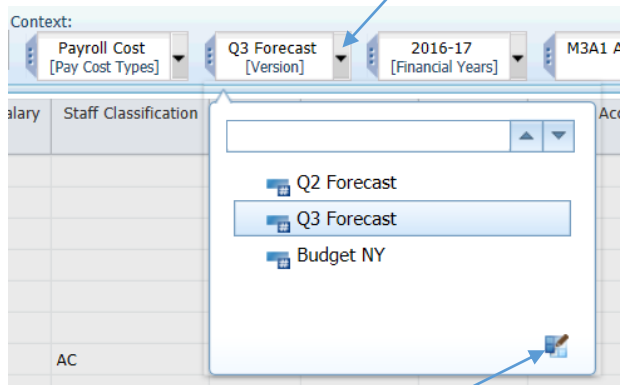 Context:
Payroll Cost
[Pay Cost Types]
Q3 Forecast
[Version]
2016-17
[Financial Years]
M3A1 A
alary
Staff Classification
Acc
Q2 Forecast
Q3 Forecast
Budget NY
AC